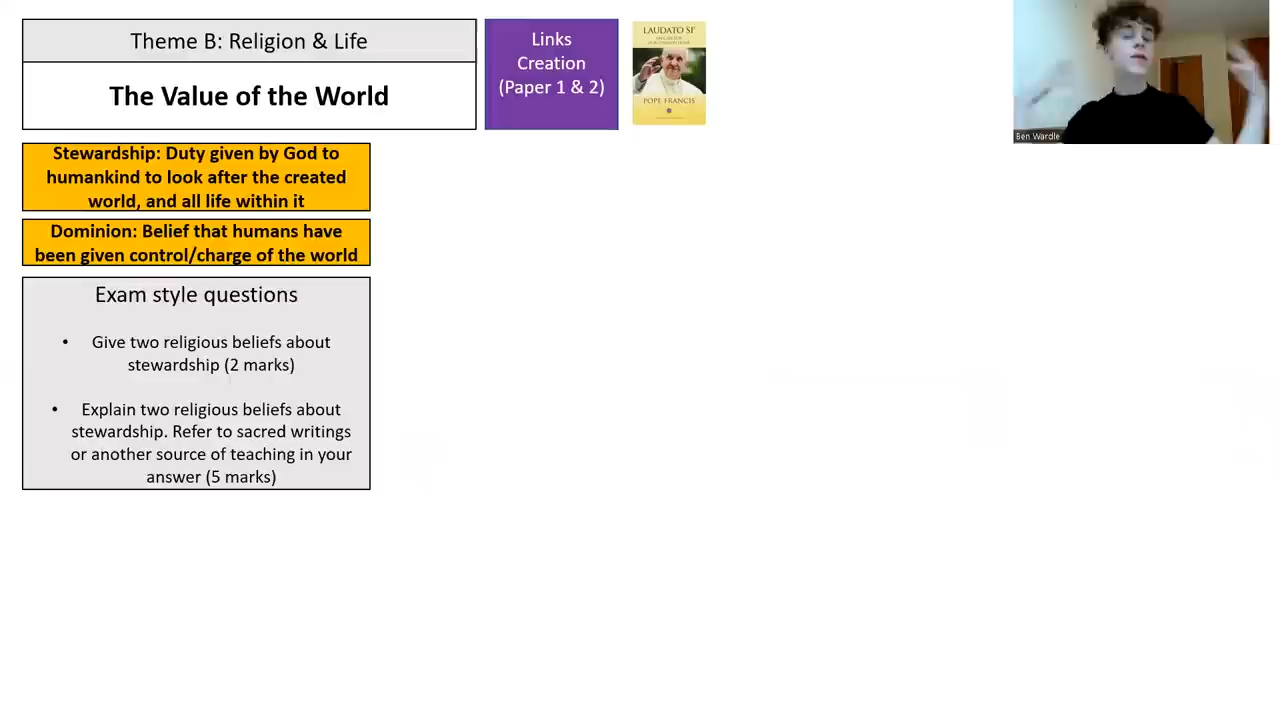 Theme B: Religion & Life
The Value of the World
Links
Creation
(Paper 1 & 2)
LAUDATO SI'
POPE FRANCIS
Ben Wardle
Stewardship: Duty given by God to
humankind to look after the created
world, and all life within it
Dominion: Belief that humans have
been given control/charge of the world
Exam style questions
• Give two religious beliefs about
stewardship (2 marks)
• Explain two religious beliefs about
stewardship. Refer to sacred writings
or another source of teaching in your
answer (5 marks)